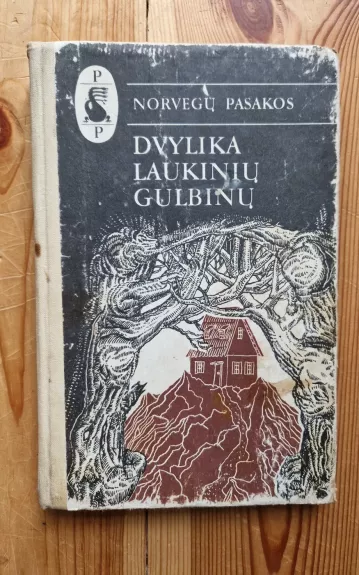 P
P
NORVEGŲ PASAKOS
DVYLIKA
LAUKINIŲ
GULBINŲ